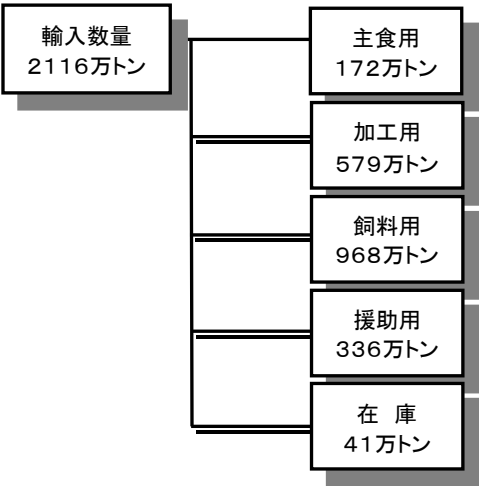 輸入数量
2116万トン
主食用
172万トン
加工用
579万トン
飼料用
968万トン
援助用
336万トン
在 庫
41万トン